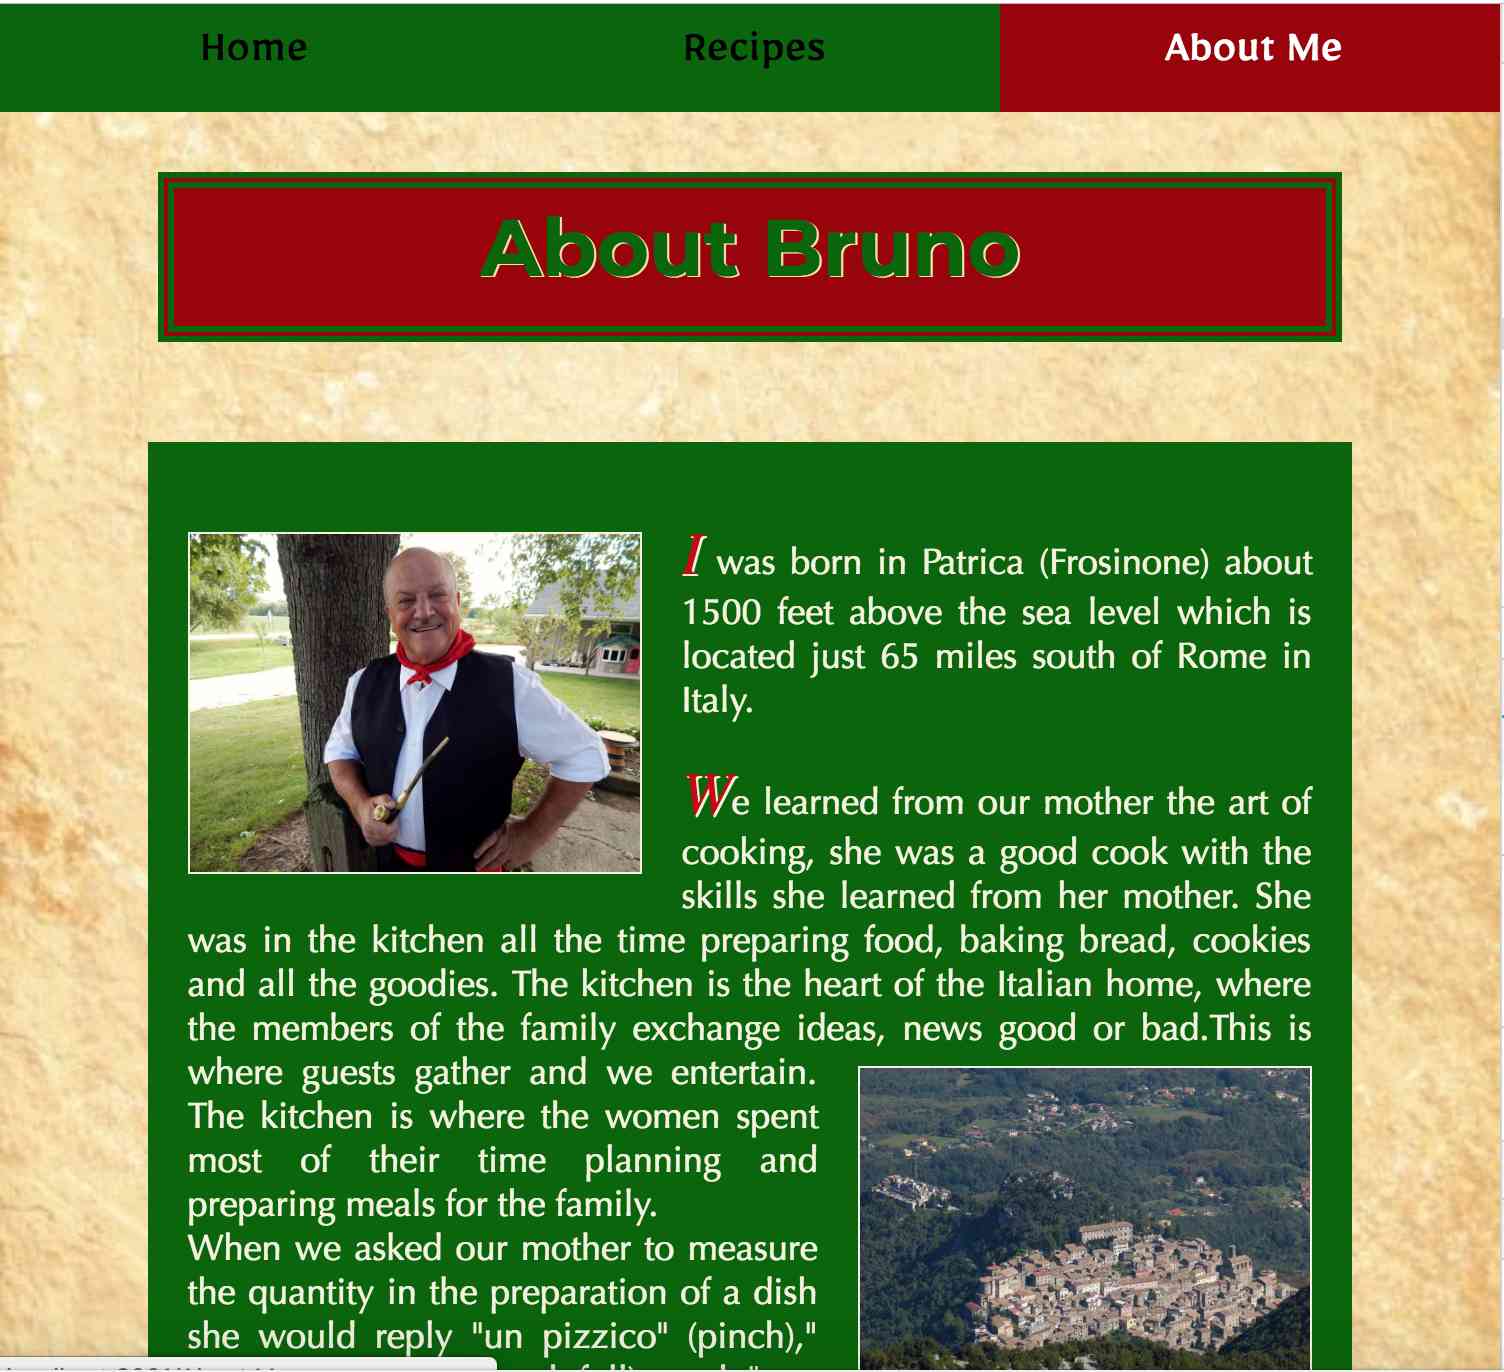 Home Recipes About Me
About Bruno
I was born in Patrica (Frosinone) about
1500 feet above the sea level which is
located just 65 miles south of Rome in
Italy.
We learned from our mother the art of
cooking, she was a good cook with the
skills she learned from her mother. She
was in the kitchen all the time preparing food, baking bread, cookies
and all the goodies. The kitchen is the heart of the Italian home, where
the members of the family exchange ideas, news good or bad.This is
where guests gather and we entertain.
The kitchen is where the women spent
most of their time planning and
preparing meals for the family.
When we asked our mother to measure
the quantity in the preparation of a dish
she would reply "un pizzico" (pinch),"